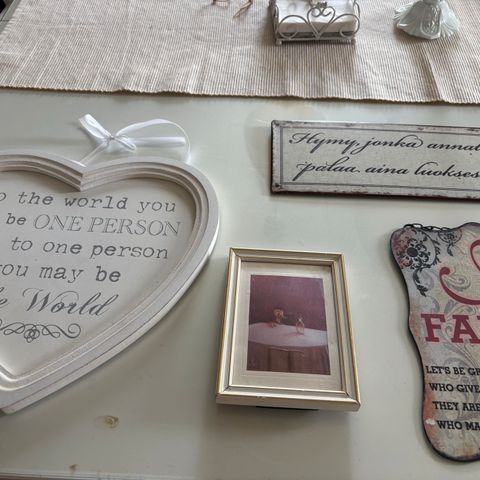 o the world you
be ONE PERSON
to one person
you may be
e World
Hymy, jonka annat
palaa aina luokses
FA
LET'S BE GR
WHO GIVE
THEY ARE
WHO MA